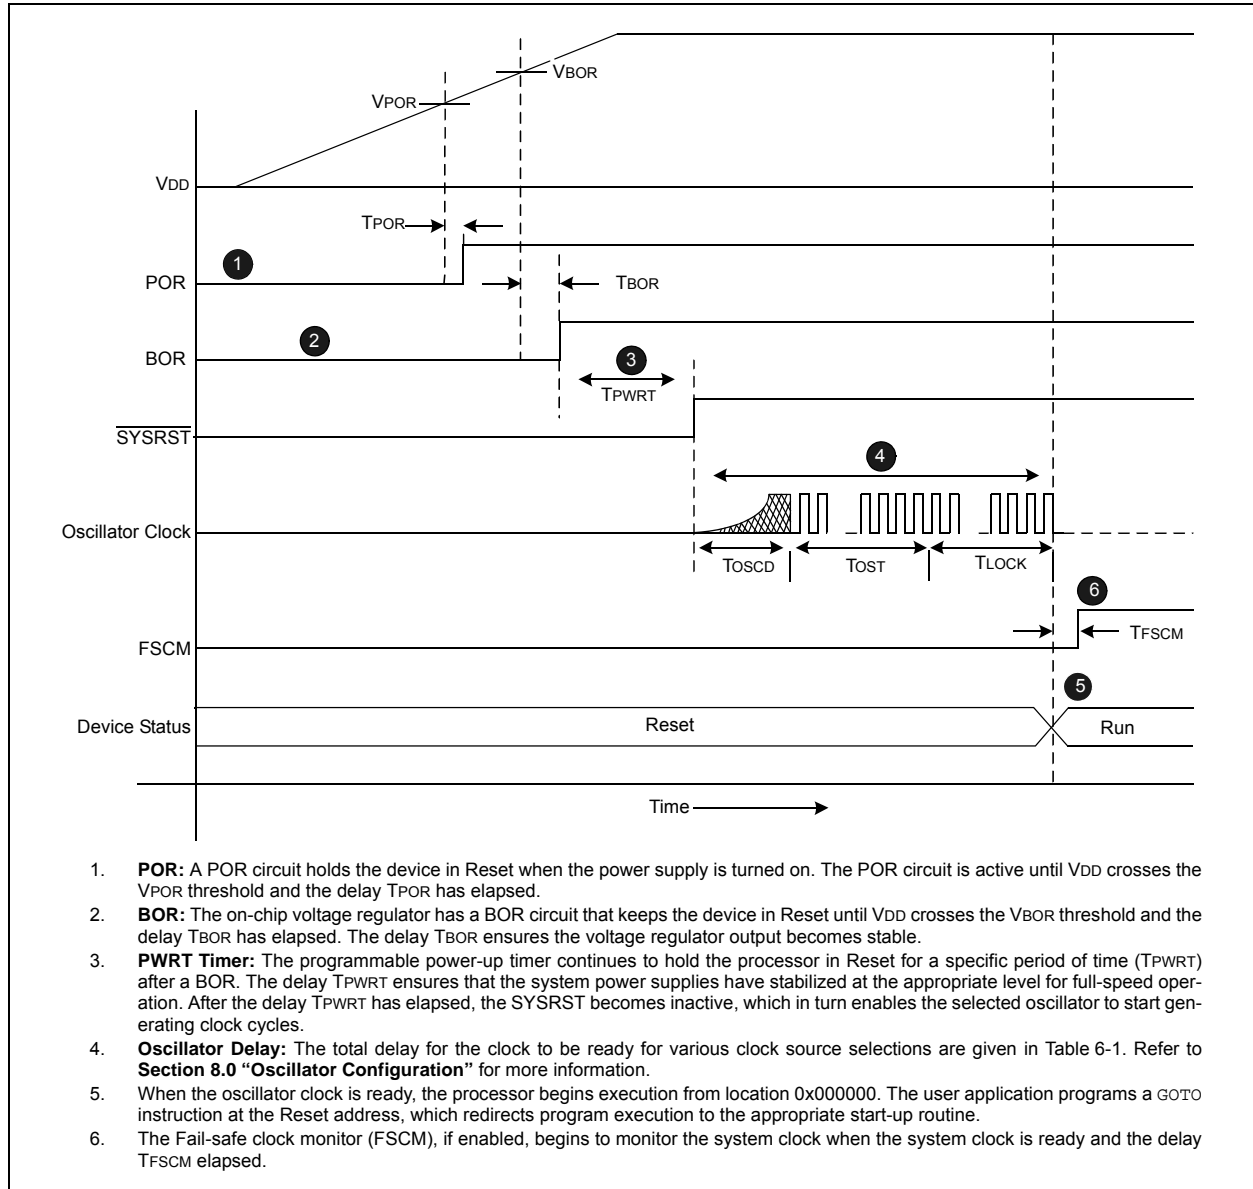 VBOR
VPOR
VDD
TPOR
1
POR
TBOR
2
BOR
3
TPWRT
SYSRST
4
Oscillator Clock
TOSCD
TOST
TLOCK
6
TFSCM
FSCM
5
Device Status
Reset
Run
Time
1. POR: A POR circuit holds the device in Reset when the power supply is turned on. The POR circuit is active until VDD crosses the
VPOR threshold and the delay TPOR has elapsed.
2. BOR: The on-chip voltage regulator has a BOR circuit that keeps the device in Reset until VDD crosses the VBOR threshold and the
delay TBOR has elapsed. The delay TBOR ensures the voltage regulator output becomes stable.
3. PWRT Timer: The programmable power-up timer continues to hold the processor in Reset for a specific period of time (TPWRT)
after a BOR. The delay TPWRT ensures that the system power supplies have stabilized at the appropriate level for full-speed oper-
ation. After the delay TPWRT has elapsed, the SYSRST becomes inactive, which in turn enables the selected oscillator to start gen-
erating clock cycles.
4. Oscillator Delay: The total delay for the clock to be ready for various clock source selections are given in Table 6-1. Refer to
Section 8.0 “Oscillator Configuration” for more information.
5. When the oscillator clock is ready, the processor begins execution from location 0x000000. The user application programs a GOTO
instruction at the Reset address, which redirects program execution to the appropriate start-up routine.
6. The Fail-safe clock monitor (FSCM), if enabled, begins to monitor the system clock when the system clock is ready and the delay
TFSCM elapsed.